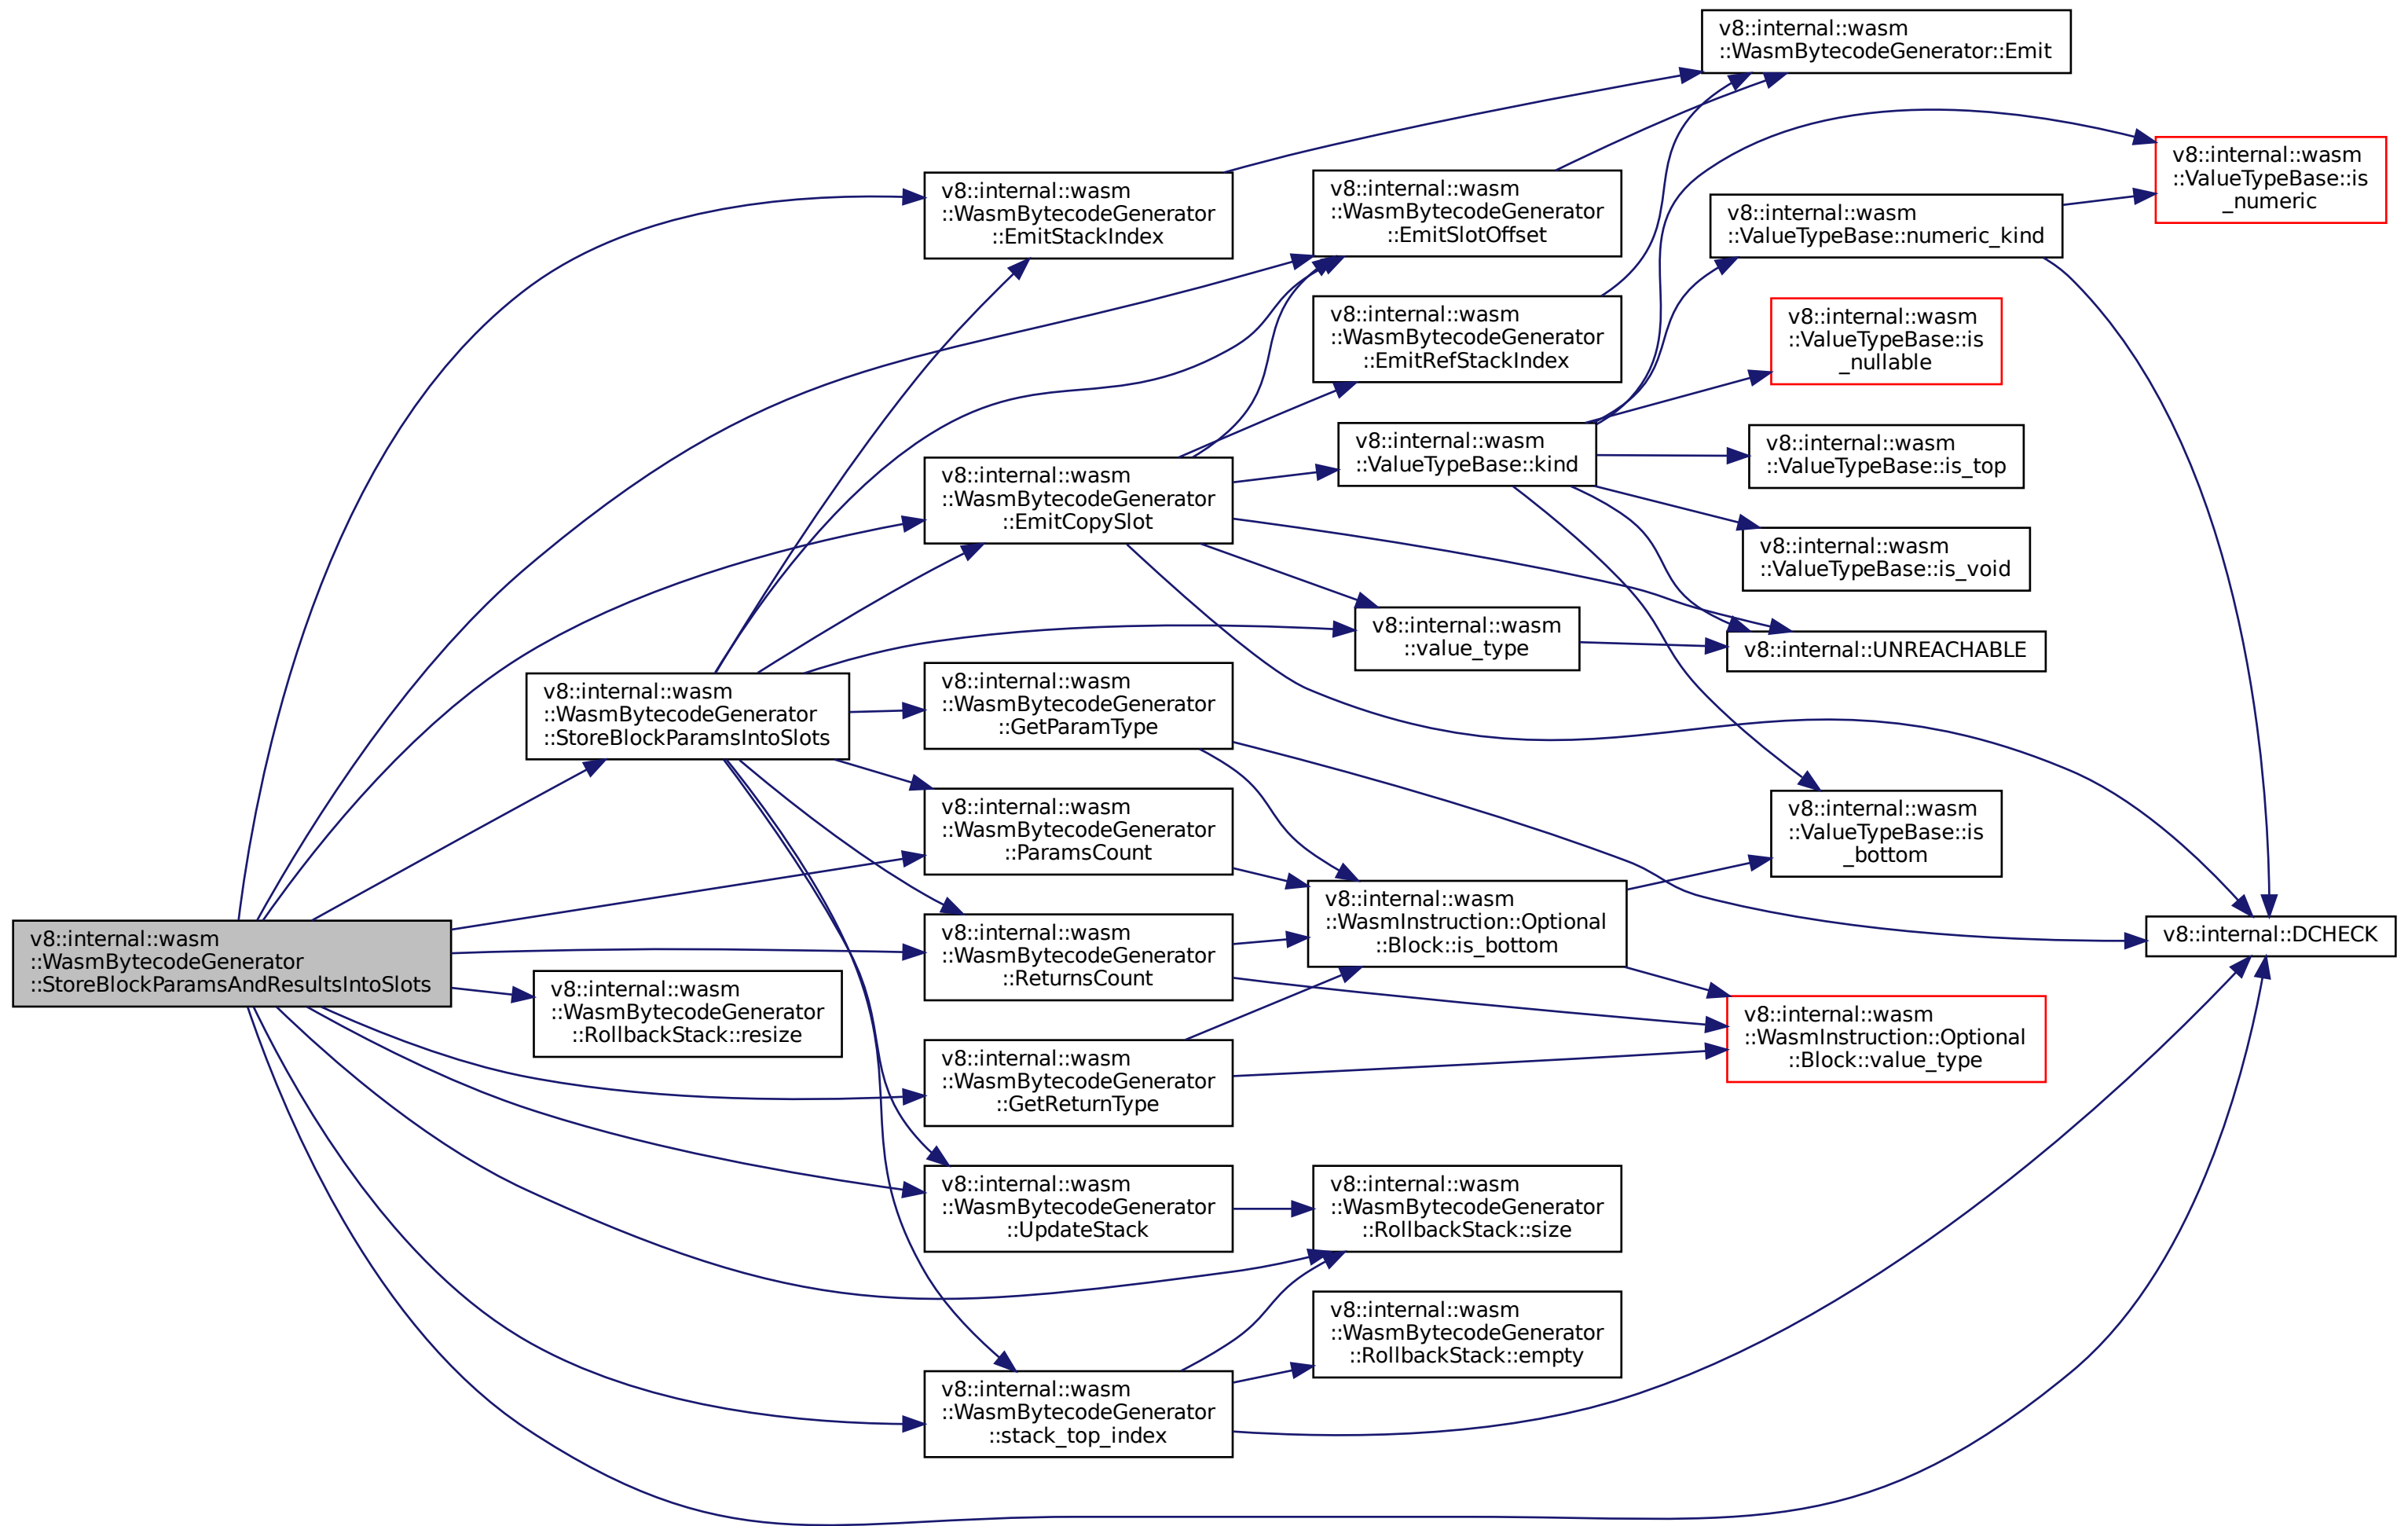 v8::internal::wasm
::WasmBytecodeGenerator
::StoreBlockParamsAndResultsIntoSlots
v8::internal::wasm
::WasmBytecodeGenerator
::StoreBlockParamsIntoSlots
v8::internal::wasm
::WasmBytecodeGenerator
::RollbackStack::resize
v8::internal::wasm
::WasmBytecodeGenerator
::EmitStackIndex
v8::internal::wasm
::WasmBytecodeGenerator
::EmitCopySlot
v8::internal::wasm
::WasmBytecodeGenerator
::GetParamType
v8::internal::wasm
::WasmBytecodeGenerator
::ParamsCount
v8::internal::wasm
::WasmBytecodeGenerator
::ReturnsCount
v8::internal::wasm
::WasmBytecodeGenerator
::GetReturnType
v8::internal::wasm
::WasmBytecodeGenerator
::UpdateStack
v8::internal::wasm
::WasmBytecodeGenerator
::stack_top_index
v8::internal::wasm
::WasmBytecodeGenerator
::EmitSlotOffset
v8::internal::wasm
::WasmBytecodeGenerator
::EmitRefStackIndex
v8::internal::wasm
::ValueTypeBase::kind
v8::internal::wasm
::value_type
v8::internal::wasm
::WasmInstruction::Optional
::Block::is_bottom
v8::internal::wasm
::WasmBytecodeGenerator
::RollbackStack::size
v8::internal::wasm
::WasmBytecodeGenerator
::RollbackStack::empty
v8::internal::wasm
::WasmBytecodeGenerator::Emit
v8::internal::wasm
::ValueTypeBase::numeric_kind
v8::internal::wasm
::ValueTypeBase::is
_nullable
v8::internal::wasm
::ValueTypeBase::is_top
v8::internal::wasm
::ValueTypeBase::is_void
v8::internal::UNREACHABLE
v8::internal::wasm
::ValueTypeBase::is
_bottom
v8::internal::wasm
::WasmInstruction::Optional
::Block::value_type
v8::internal::wasm
::ValueTypeBase::is
_numeric
v8::internal::DCHECK